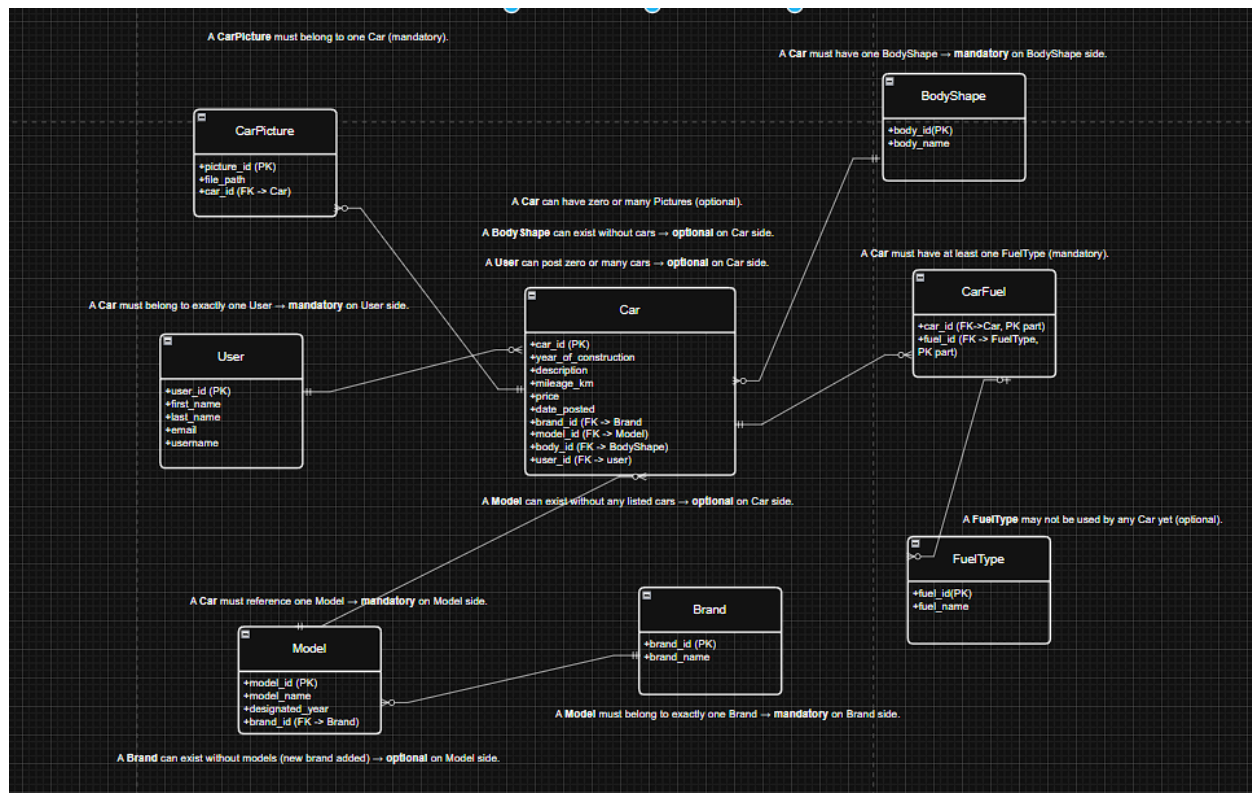 A CarPicture must belong to one Car (mandatory).
A Car must have one BodyShape → mandatory on BodyShape side.
BodyShape
+body_id(PK)
+body_name
CarPicture
+picture_id (PK)
+file_path
+car_id (FK -> Car)
A Car can have zero or many Pictures (optional).
A BodyShape can exist without cars → optional on Car side.
A User can post zero or many cars → optional on Car side.
A Car must have at least one FuelType (mandatory).
CarFuel
+car_id (FK->Car, PK part)
+fuel_id (FK -> FuelType,
PK part)
A Car must belong to exactly one User → mandatory on User side.
User
+user_id (PK)
+first_name
+last_name
+email
+username
Car
+car_id (PK)
+year_of_construction
+description
+mileage_km
+price
+date_posted
+brand_id (FK -> Brand
+model_id (FK -> Model)
+body_id (FK -> BodyShape)
+user_id (FK -> user)
A Model can exist without any listed cars → optional on Car side.
A FuelType may not be used by any Car yet (optional).
FuelType
+fuel_id(PK)
+fuel_name
A Car must reference one Model → mandatory on Model side.
Model
+model_id (PK)
+model_name
+designated_year
+brand_id (FK -> Brand)
Brand
+brand_id (PK)
+brand_name
A Model must belong to exactly one Brand → mandatory on Brand side.
A Brand can exist without models (new brand added) → optional on Model side.